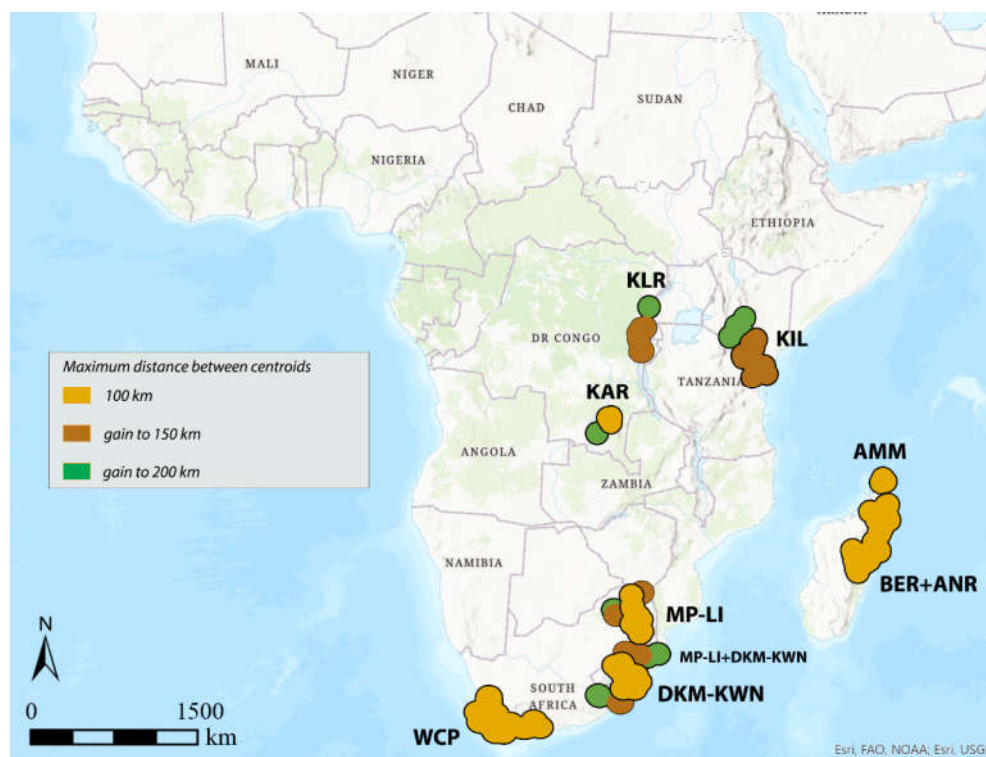 MALI
NIGER
CHAD
SUDAN
NIGERIA
ETHIOPIA
KLR
DR CONGO
KIL
TANZANIA
Maximum distance between centroids
100 km
gain to 150 km
gain to 200 km
KAR
ANGOLA
ZAMBIA
AMM
NAMIBIA
BER+ANR
MP-LI
MP-LI+DKM-KWN
SOUTH
AFRICA
DKM-KWN
WCP
N
0 1500
km
Esri, FAO, NOAA; Esri, USG